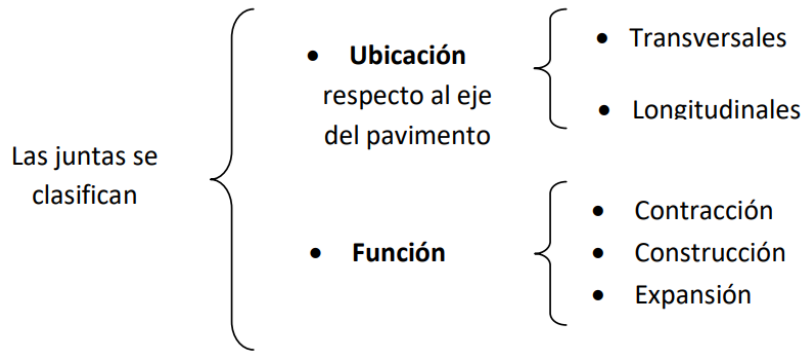 Las juntas se
clasifican
• Ubicación
respecto al eje
del pavimento
• Transversales
• Longitudinales
• Función
• Contracción
• Construcción
• Expansión